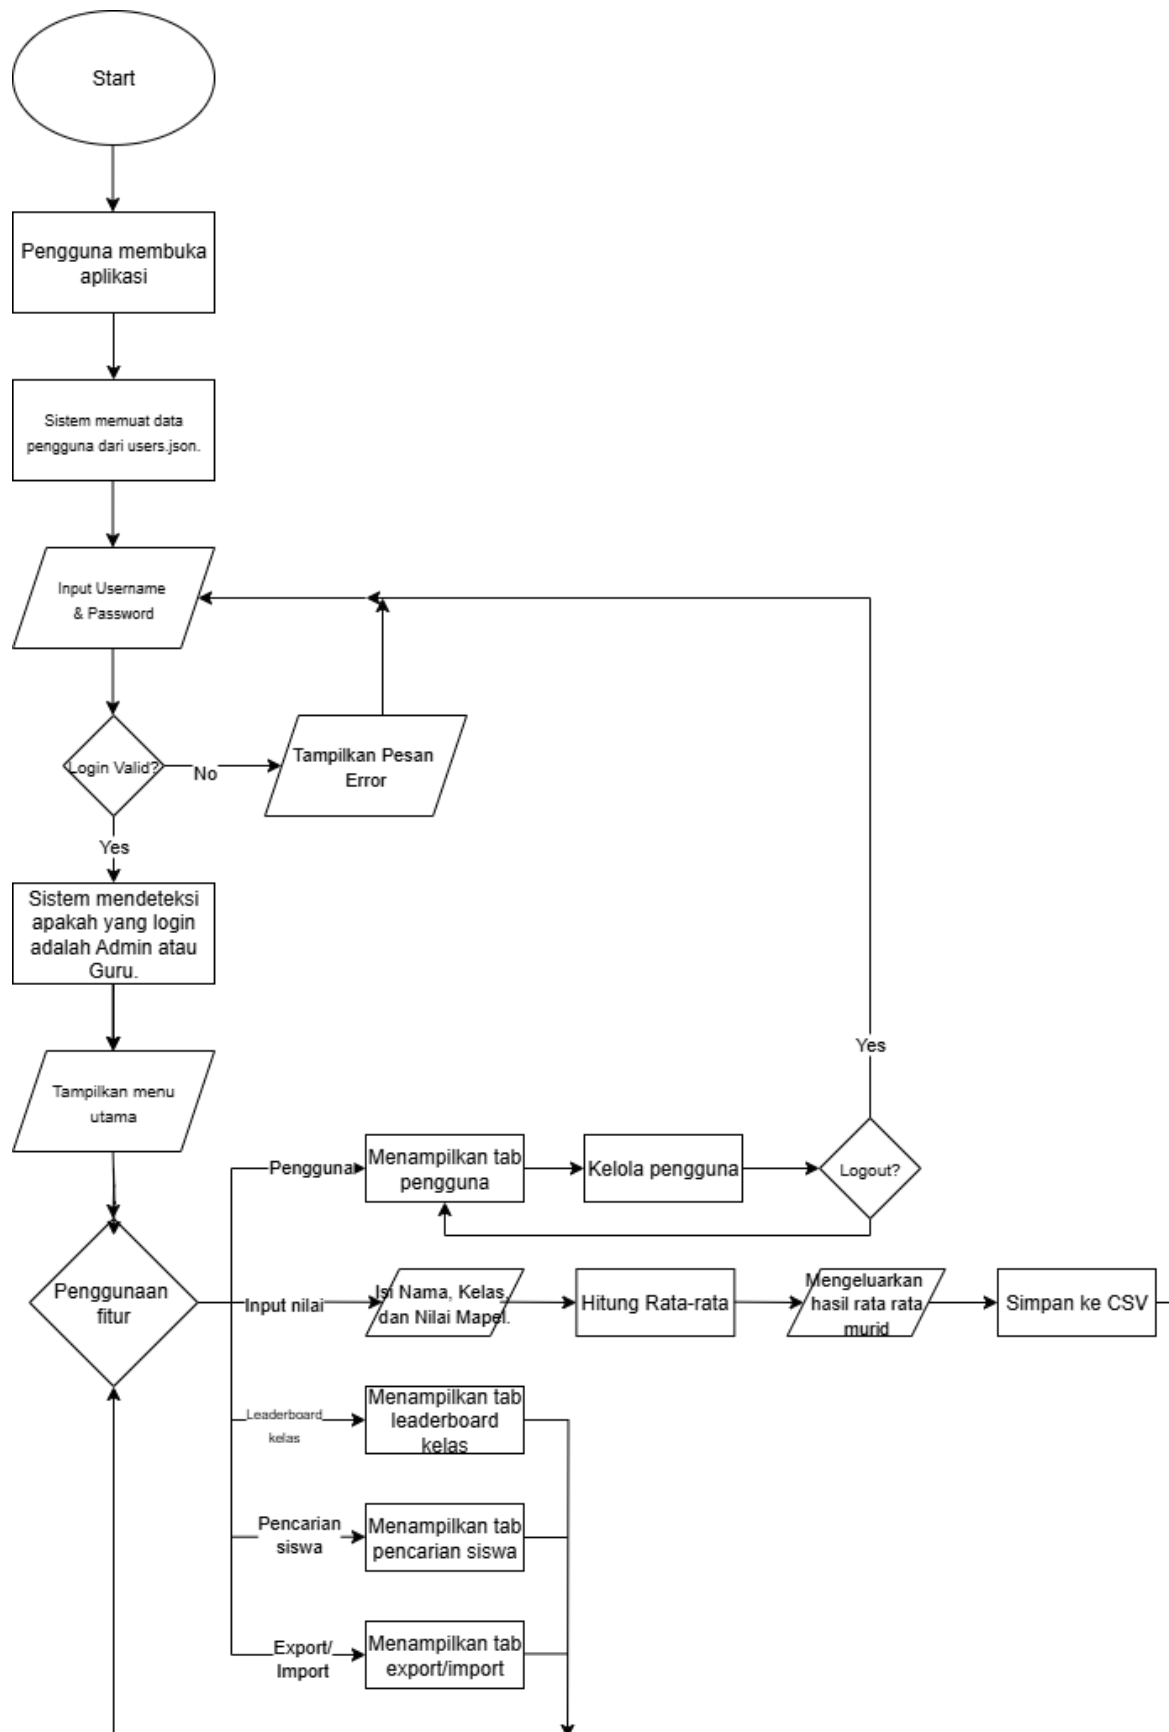 Start
Pengguna membuka
aplikasi
Sistem memuat data
pengguna dari users.json.
Input Username
& Password
Login Valid?
No
Tampilkan Pesan
Error
Yes
Sistem mendeteksi
apakah yang login
adalah Admin atau
Guru.
Tampilkan menu
utama
Penggunaan
fitur
Pengguna
Menampilkan tab
pengguna
Kelola pengguna
Logout?
Yes
Input nilai
Isi Nama, Kelas,
dan Nilai Mapel.
Hitung Rata-rata
Mengeluarkan
hasil rata rata
murid
Simpan ke CSV
Leaderboard
kelas
Menampilkan tab
leaderboard
kelas
Pencarian
siswa
Menampilkan tab
pencarian siswa
Export/
Import
Menampilkan tab
export/import